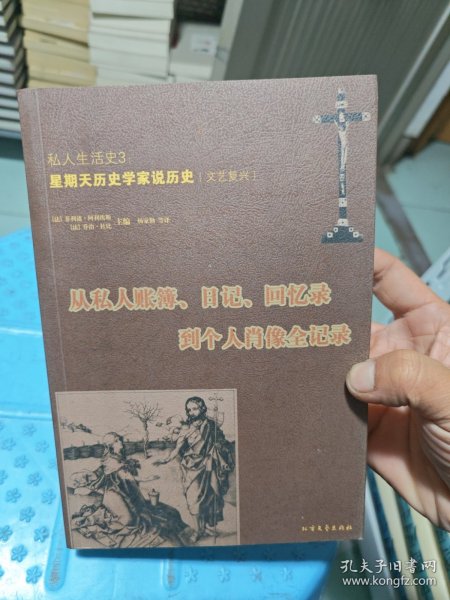 私人生活史3
星期天历史学家说历史[文艺复兴]
[法]菲利浦·阿利埃斯
[法]乔治·杜比 主编 杨家勤 等译
从私人账簿、日记、回忆录
到个人肖像全记录
北方文艺出版社
孔夫子旧书网
www.kongfz.com